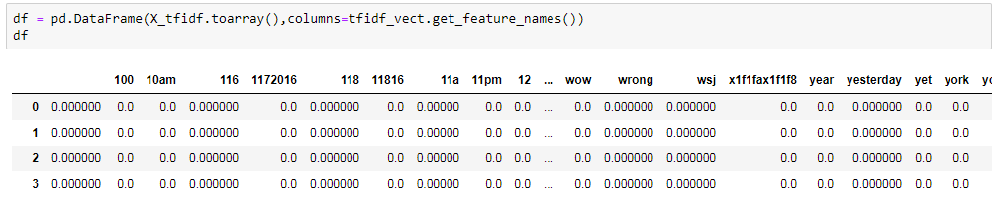 df = pd.DataFrame(X_tfidf.toarray(),columns=tfidf_vect.get_feature_names())
df
100 10am 116 1172016 118 11816 11a 11pm 12 ... wow wrong wsj x1f1fax1f1f8 year yesterday yet york yo
0 0.000000 0.0 0.0 0.000000 0.0 0.000000 0.0 0.00000 0.0 0.0 ... 0.0 0.000000 0.000000 0.0 0.0 0.000000 0.0 0.0
1 0.000000 0.0 0.0 0.000000 0.0 0.000000 0.0 0.00000 0.0 0.0 ... 0.0 0.000000 0.000000 0.0 0.0 0.000000 0.0 0.0
2 0.000000 0.0 0.0 0.000000 0.0 0.000000 0.0 0.00000 0.0 0.0 ... 0.0 0.000000 0.000000 0.0 0.0 0.000000 0.0 0.0
3 0.000000 0.0 0.0 0.000000 0.0 0.000000 0.0 0.00000 0.0 0.0 ... 0.0 0.000000 0.000000 0.0 0.0 0.000000 0.0 0.0